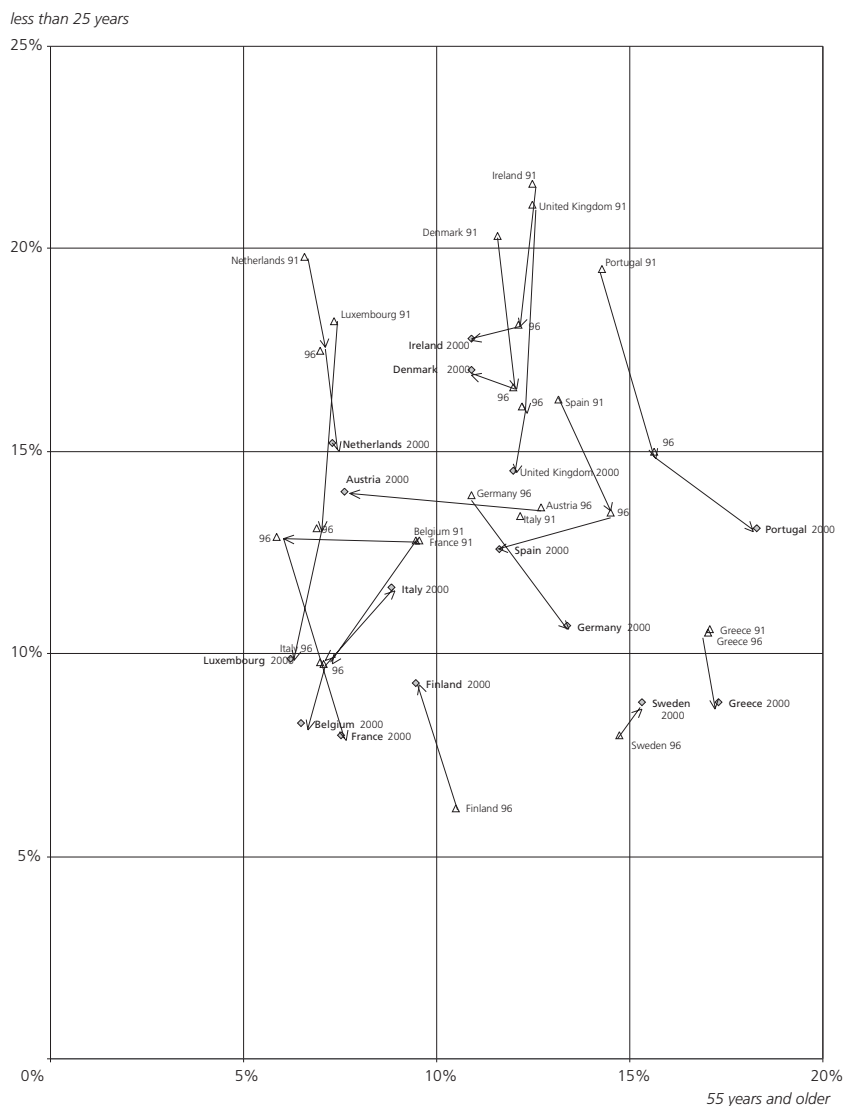 less than 25 years
25%
Ireland 91
United Kingdom 91
Denmark 91
20%
Netherlands 91
Portugal 91
Luxembourg 91
96
Ireland 2000
96
Denmark 2000
96
96
Spain 91
Netherlands 2000
96
15%
United Kingdom 2000
Austria 2000
Germany 96
Austria 96
Italy 91
96
Portugal 2000
96
96
Belgium 91
France 91
Spain 2000
Italy 2000
Germany 2000
Greece 91
Greece 96
10%
Italy 96
Luxembourg 2000
96
Finland 2000
Sweden
2000
Greece 2000
Belgium 2000
France 2000
Sweden 96
Finland 96
5%
0%
5%
10%
15%
20%
55 years and older